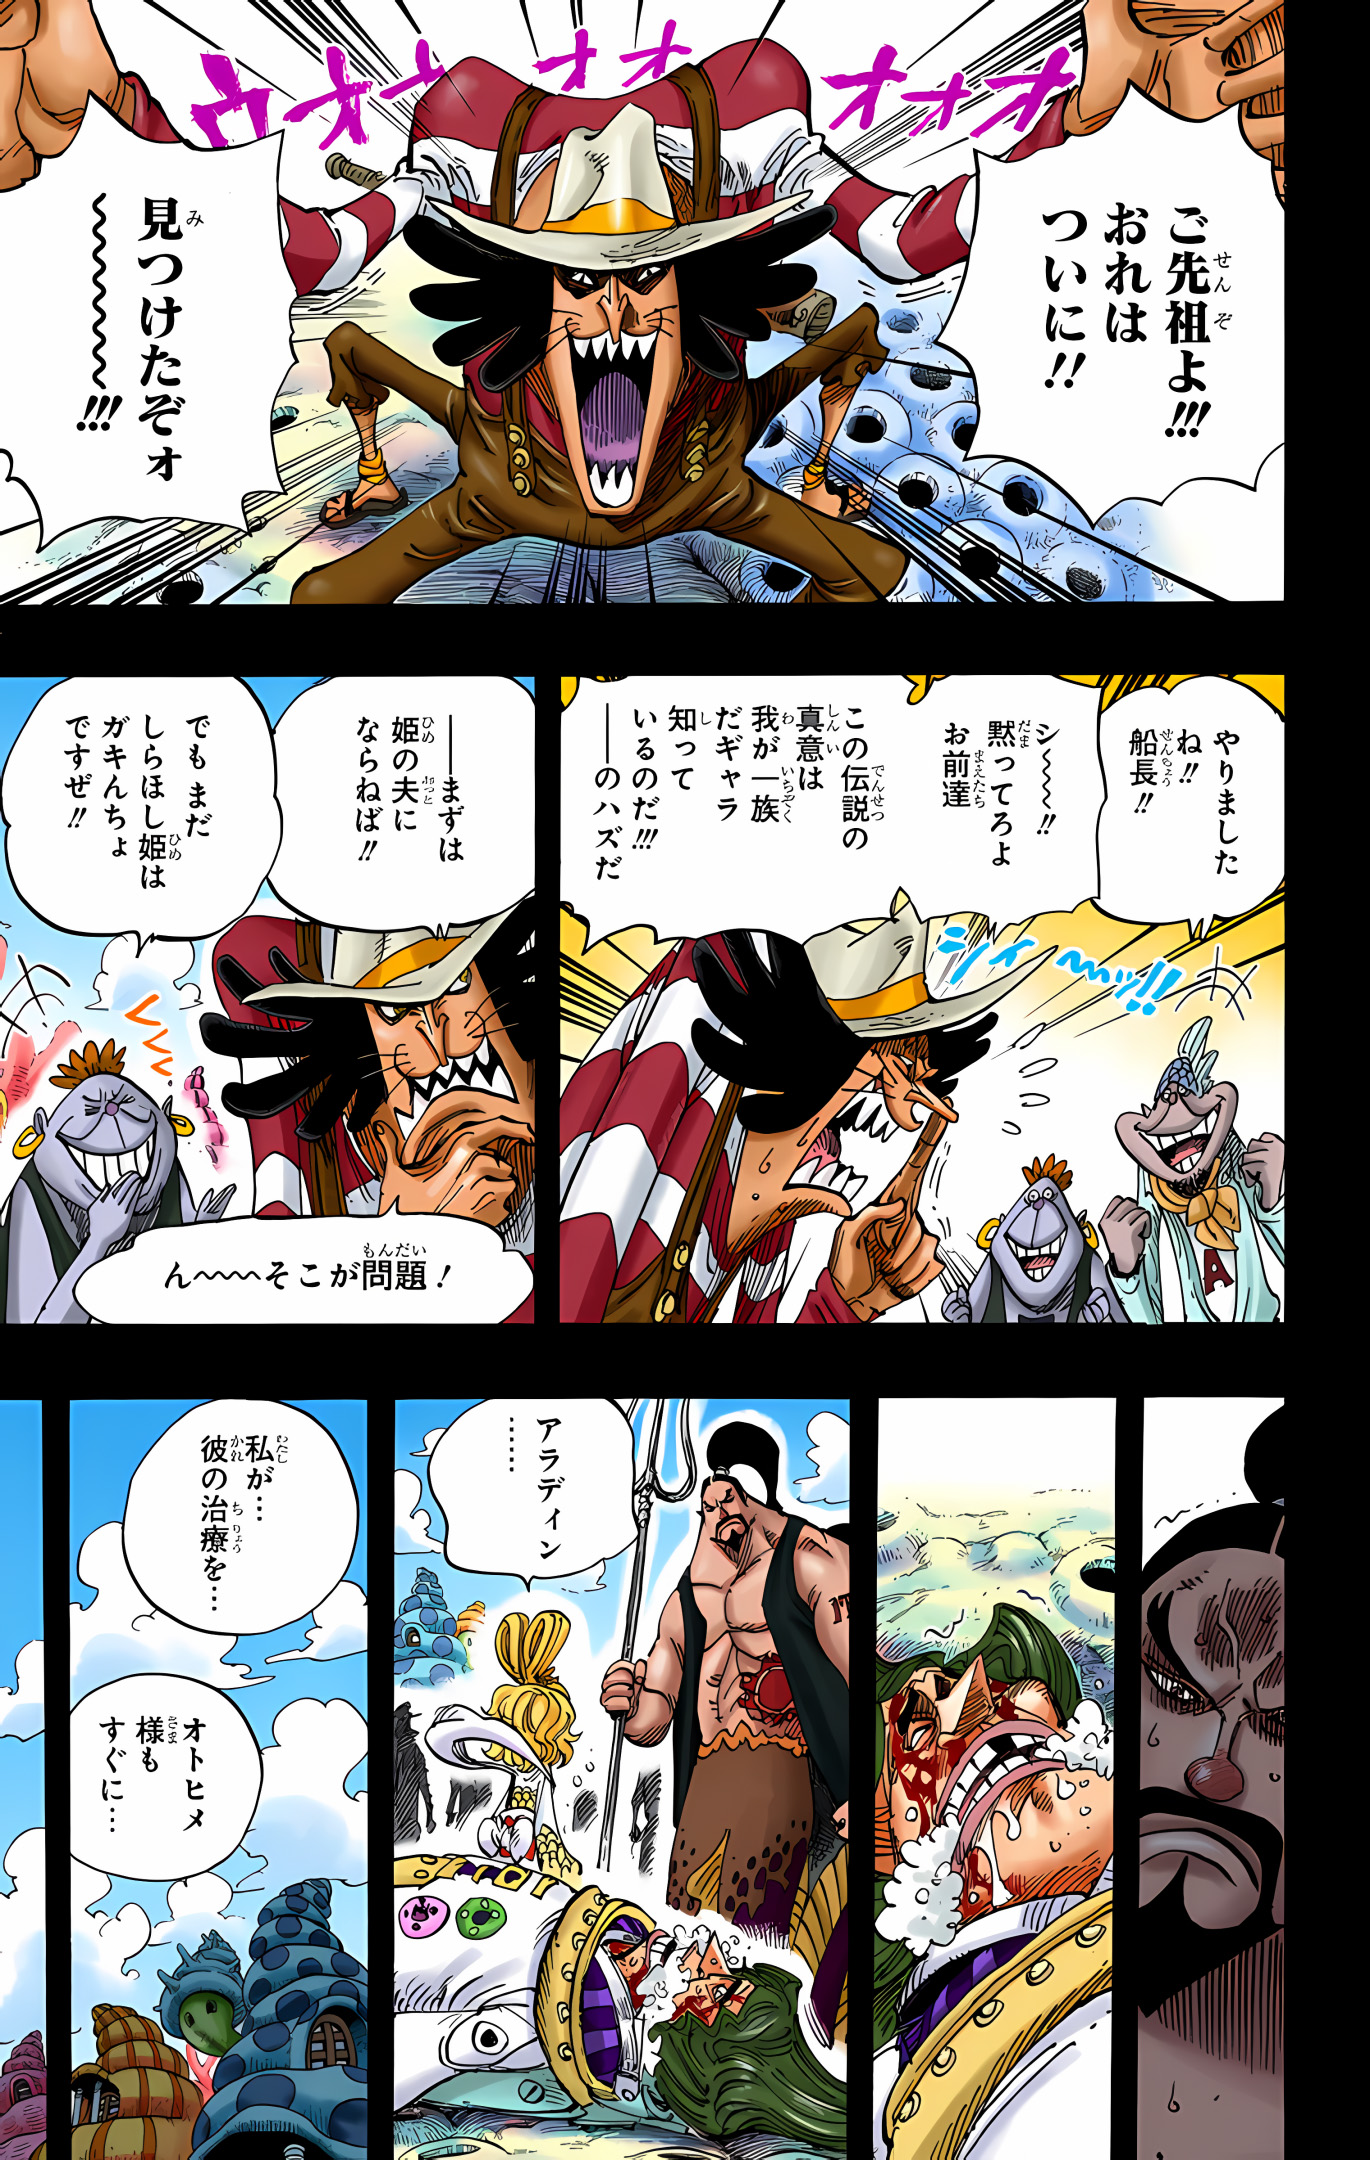 ウオオオオオオオ
ご先祖よ!!!
おれは
ついに!!
見つけたぞォ
〜〜〜〜〜!!!
やりました
ね!!
船長!!
シ〜〜〜!!
黙ってろよ
お前達
この伝説の
真意は
我が一族
だギャラ
知って
いるのだ!!!
——のハズだ
シィー〜ッ!!
——まずは
姫の夫に
ならねば!!
でも まだ
しらほし姫は
ガキんちょ
ですぜ!!
ん〜〜〜〜そこが問題!
アラディン
……
私が…
彼の治療を…
オトヒメ
様も
すぐに…